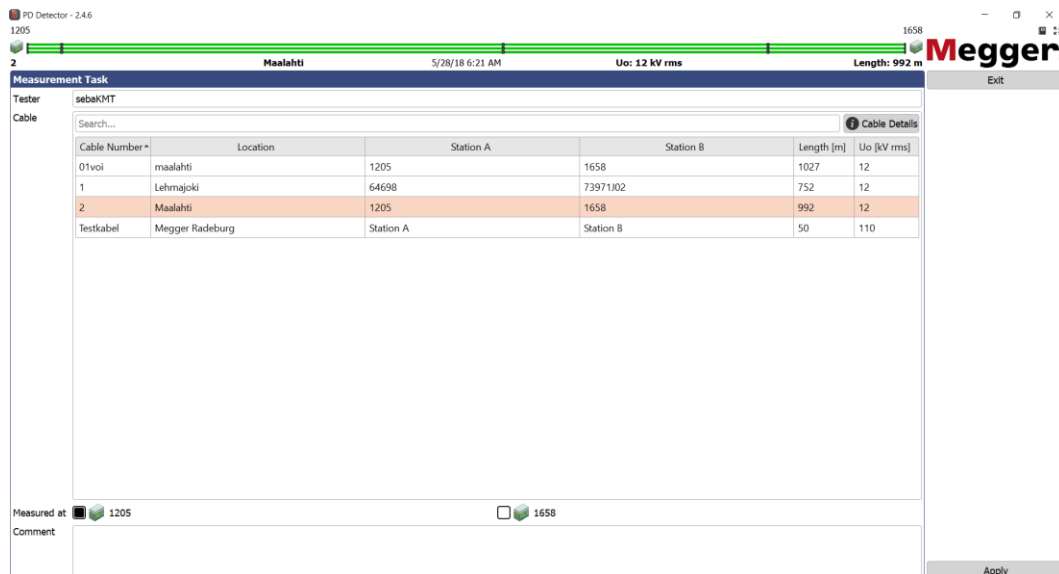 PD Detector - 2.4.6
1205 1658
Megger
2 Maalahti 5/28/18 6:21 AM Uo: 12 kV rms Length: 992 m
Measurement Task Exit
Tester sebaKMT
Cable Search... Cable Details
Cable Number Location Station A Station B Length [m] Uo [kV rms]
01voi maalahti 1205 1658 1027 12
1 Lehmajoki 64698 73971J02 752 12
2 Maalahti 1205 1658 992 12
Testkabel Megger Radeburg Station A Station B 50 110
Measured at 1205 1658
Comment
Apply